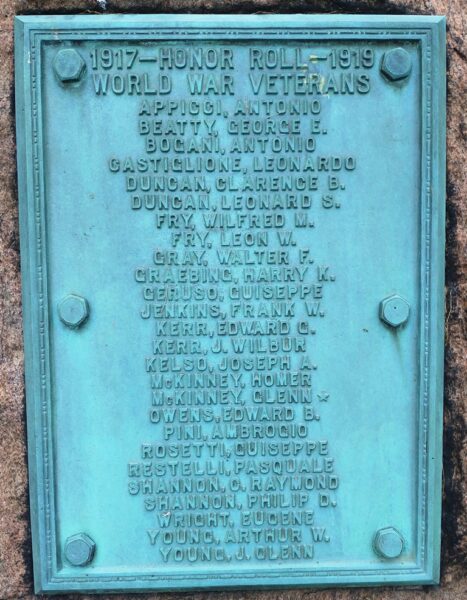 1917—HONOR ROLL—1919
WORLD WAR VETERANS
APPICCI, ANTONIO
BEATTY, GEORGE E.
BOGANI, ANTONIO
CASTIGLIONE, LEONARDO
DUNCAN, CLARENCE B.
DUNCAN, LEONARD S.
FRY, WILFRED M.
FRY, LEON W.
GRAY, WALTER F.
GRAEBING, HARRY K.
GERUSO, GUISEPPE
JENKINS, FRANK W.
KERR, EDWARD G.
KERR, J. WILBUR
KELSO, JOSEPH A.
McKINNEY, HOMER
McKINNEY, GLENN ★
OWENS, EDWARD B.
PINI, AMBROGIO
ROSETTI, GUISEPPE
RESTELLI, PASQUALE
SHANNON, C. RAYMOND
SHANNON, PHILIP D.
WRIGHT, EUGENE
YOUNG, ARTHUR W.
YOUNG, J. GLENN